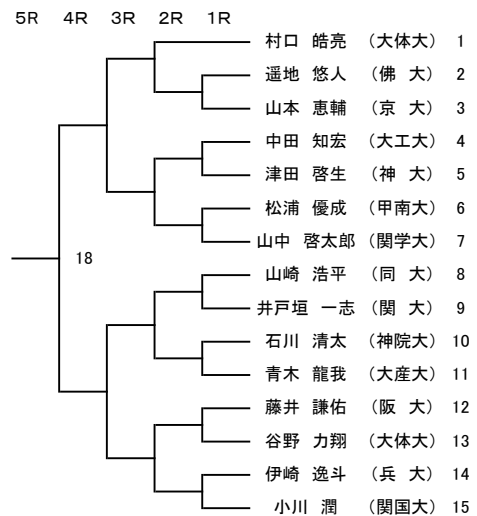 5R 4R 3R 2R 1R
村口 皓亮 （大体大） 1
遥地 悠人 （佛 大） 2
山本 恵輔 （京 大） 3
中田 知宏 （大工大） 4
津田 啓生 （神 大） 5
松浦 優成 （甲南大） 6
山中 啓太郎 （関学大） 7
18
山崎 浩平 （同 大） 8
井戸垣 一志 （関 大） 9
石川 清太 （神院大） 10
青木 龍我 （大産大） 11
藤井 謙佑 （阪 大） 12
谷野 力翔 （大体大） 13
伊崎 逸斗 （兵 大） 14
小川 潤 （関国大） 15